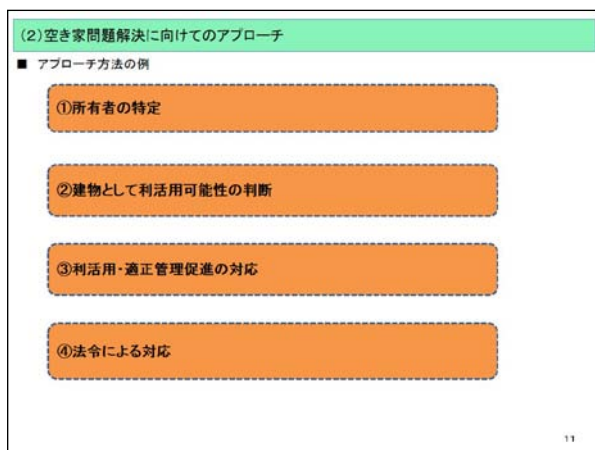 (2)空き家問題解決に向けてのアプローチ
■ アプローチ方法の例
①所有者の特定
②建物として利活用可能性の判断
③利活用・適正管理促進の対応
④法令による対応
11